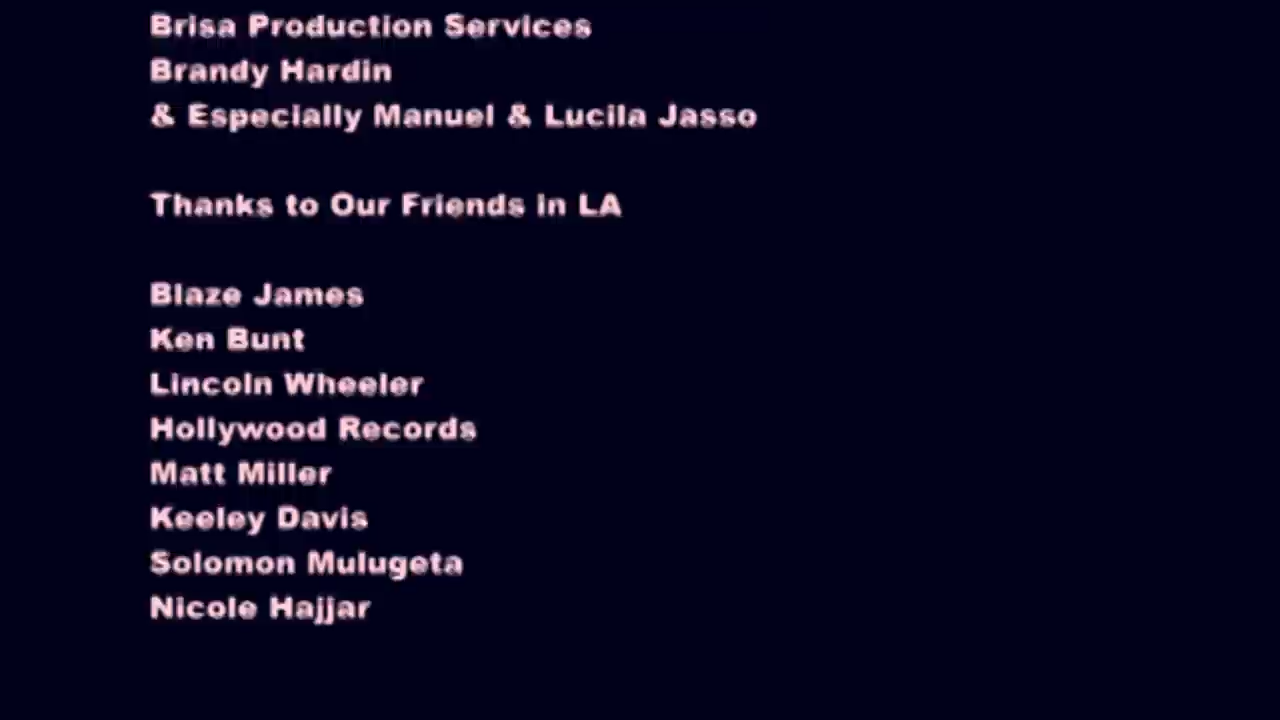 Brisa Production Services
Brandy Hardin
& Especially Manuel & Lucila Jasso
Thanks to Our Friends in LA
Blaze James
Ken Bunt
Lincoln Wheeler
Hollywood Records
Matt Miller
Keeley Davis
Solomon Mulugeta
Nicole Hajjar